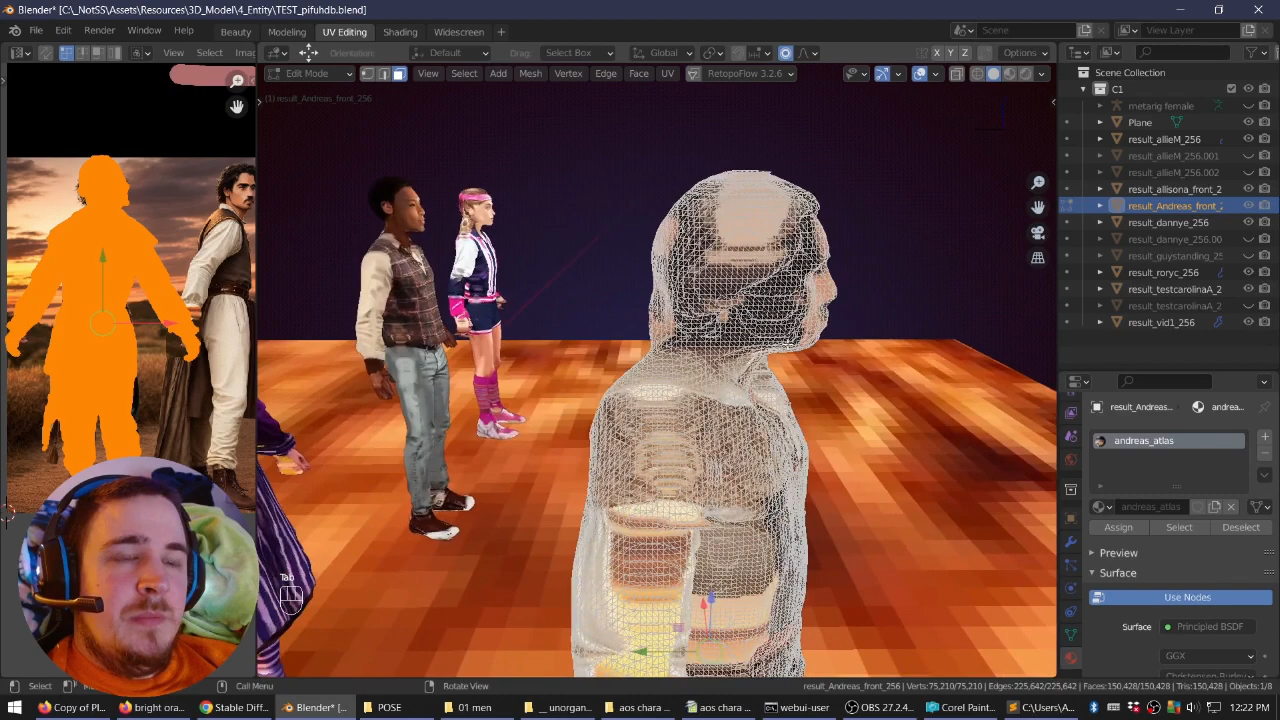 Blender* [C:\_NotSS\Assets\Resources\3D_Model\4_Entity\TEST_pifuhdb.blend]
File Edit Render Window Help Beauty Modeling UV Editing Shading Widescreen + Scene View Layer
View Select Imag Orientation: Default Drag: Select Box Global X Y Z Options
Edit Mode View Select Add Mesh Vertex Edge Face UV RetopoFlow 3.2.6
(1) result_Andreas_front_256
Scene Collection
C1
metarig female
Plane
result_allieM_256
result_allieM_256.001
result_allieM_256.002
result_allisona_front_2
result_Andreas_front_2
result_dannye_256
result_dannye_256.00
result_guystanding_25
result_roryc_256
result_testcarolinaA_2
result_testcarolinaA_2
result_vid1_256
result_Andreas... andrea...
andreas_atlas
andreas_atlas
Assign Select Deselect
Preview
Surface
Use Nodes
Surface Principled BSDF
GGX
Tab
Select Call Menu Rotate View result_Andreas_front_256 | Verts:75,210/75,210 | Edges:225,642/225,642 | Faces:150,428/150,428 | Tris:150,428 | Objects:1/8
Copy of Pl... bright ora... Stable Diff... Blender* [... POSE 01 men __unorgan... aos chara ... aos chara ... webui-user OBS 27.2.4... Corel Paint... C:\Users\A... 12:22 PM